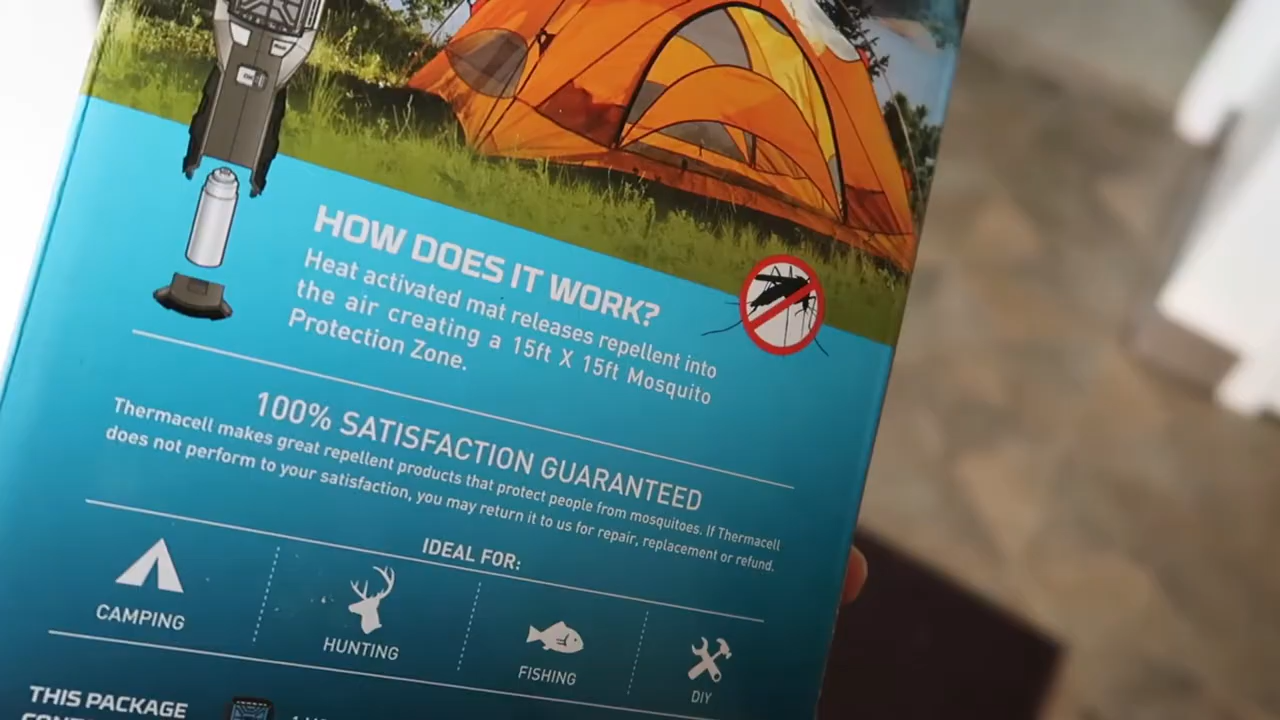 HOW DOES IT WORK?
Heat activated mat releases repellent into
the air creating a 15ft X 15ft Mosquito
Protection Zone.
100% SATISFACTION GUARANTEED
Thermacell makes great repellent products that protect people from mosquitoes. If Thermacell
does not perform to your satisfaction, you may return it to us for repair, replacement or refund.
IDEAL FOR:
CAMPING
HUNTING
FISHING
DIY
THIS PACKAGE